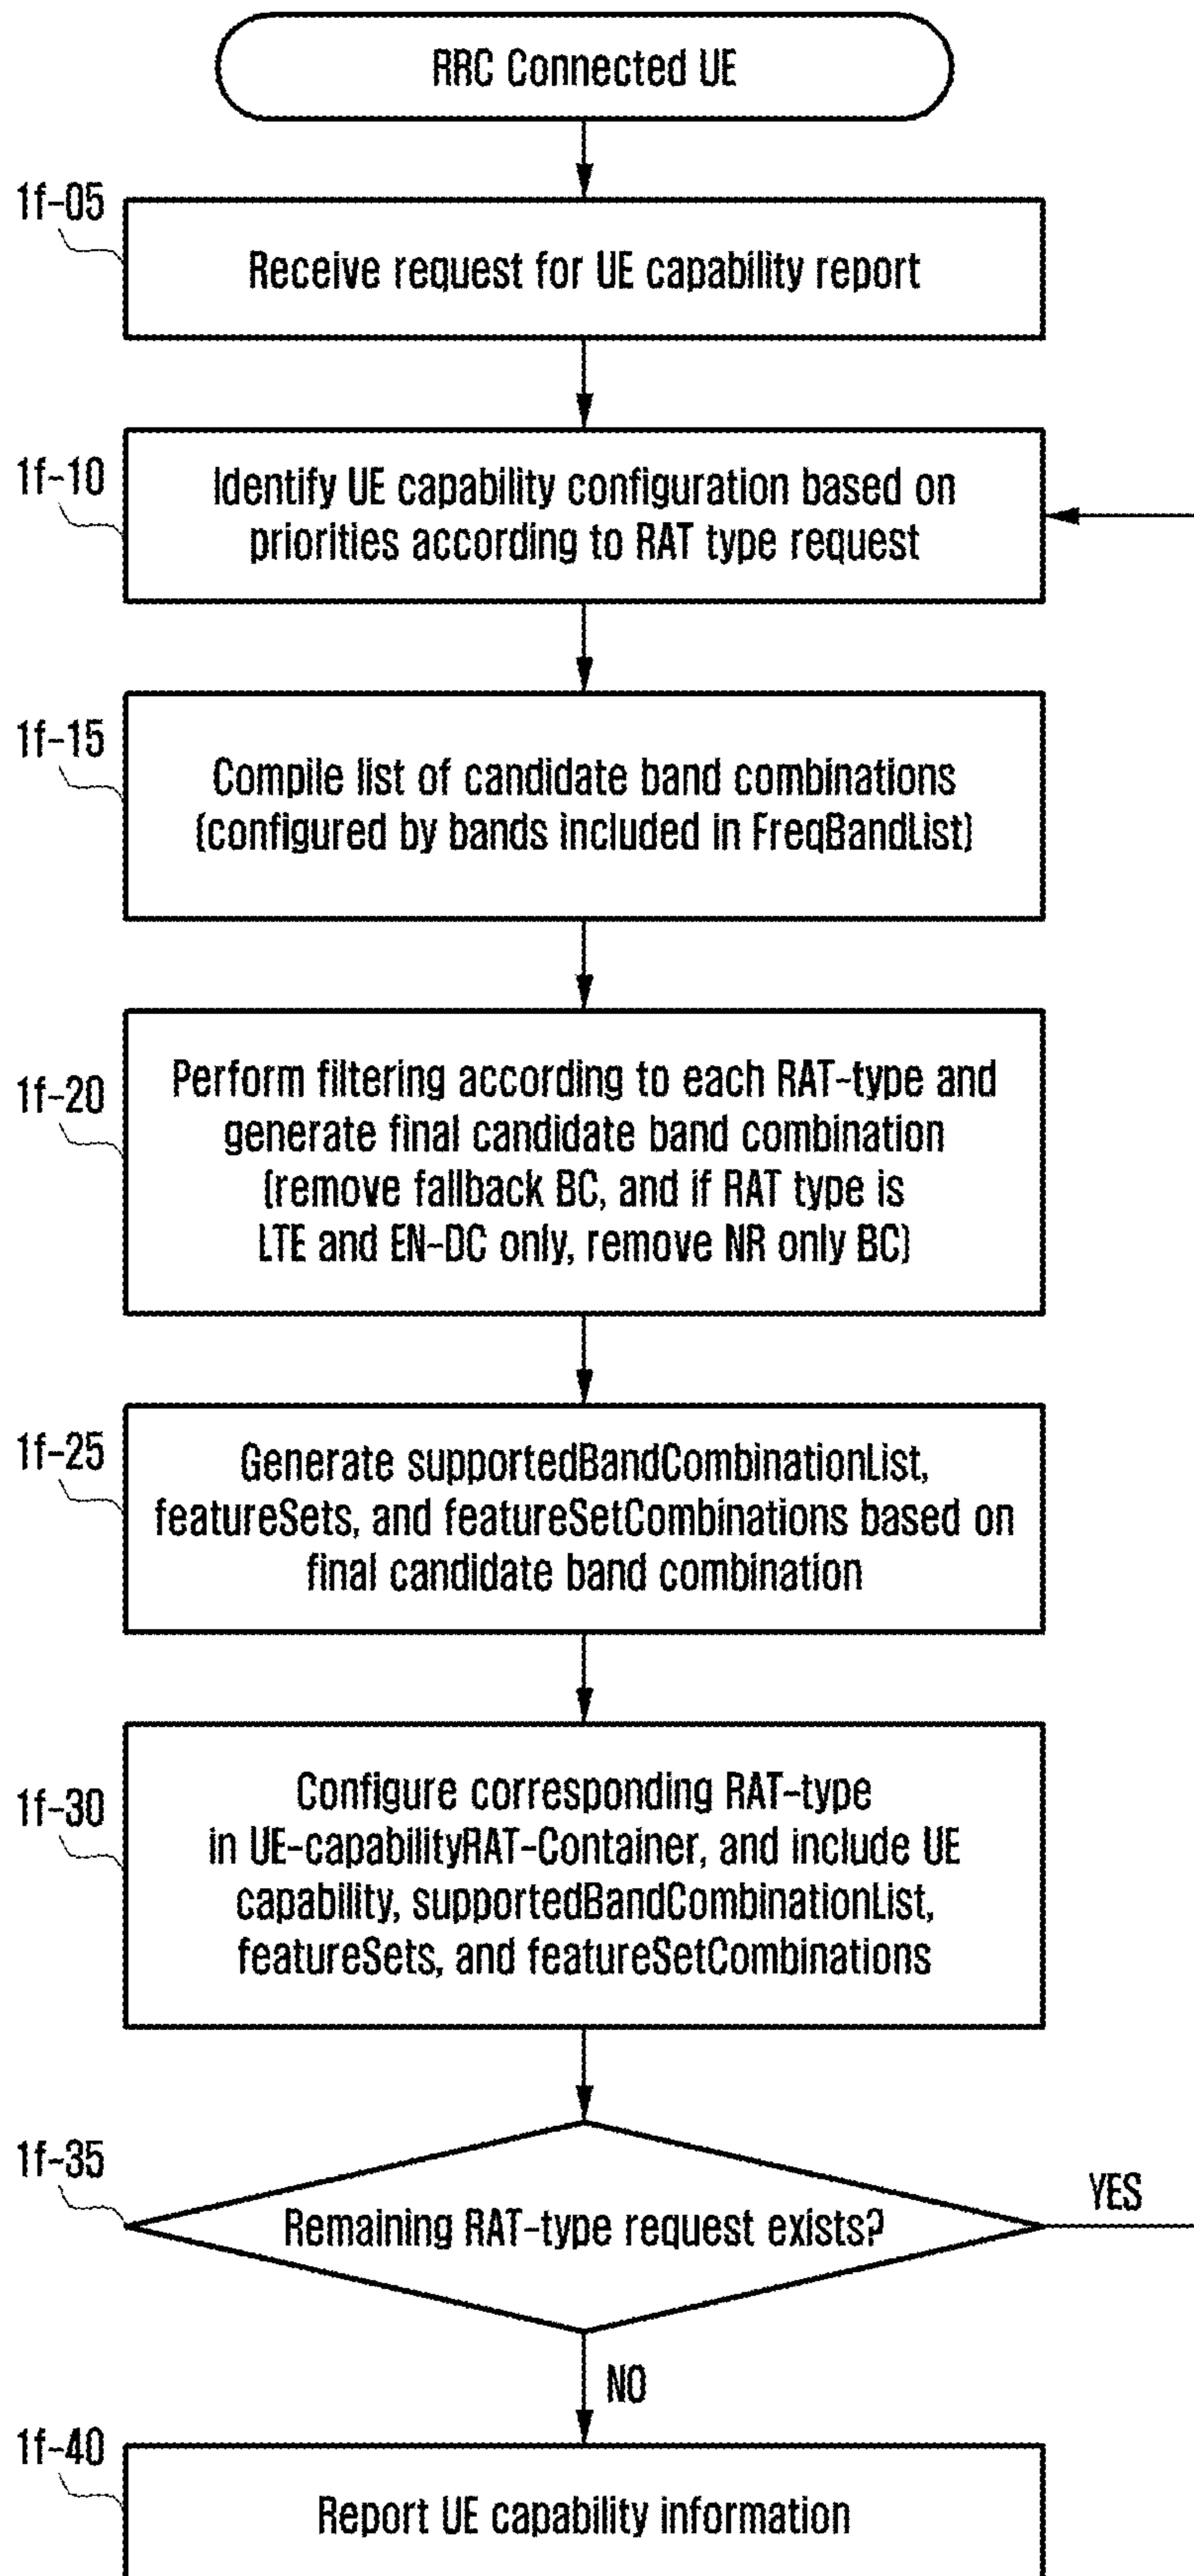 RRC Connected UE
1f-05
Receive request for UE capability report
1f-10
Identify UE capability configuration based on
priorities according to RAT type request
1f-15
Compile list of candidate band combinations
(configured by bands included in FreqBandList)
1f-20
Perform filtering according to each RAT-type and
generate final candidate band combination
(remove fallback BC, and if RAT type is
LTE and EN-DC only, remove NR only BC)
1f-25
Generate supportedBandCombinationList,
featureSets, and featureSetCombinations based on
final candidate band combination
1f-30
Configure corresponding RAT-type
in UE-capabilityRAT-Container, and include UE
capability, supportedBandCombinationList,
featureSets, and featureSetCombinations
1f-35
Remaining RAT-type request exists?
YES
NO
1f-40
Report UE capability information